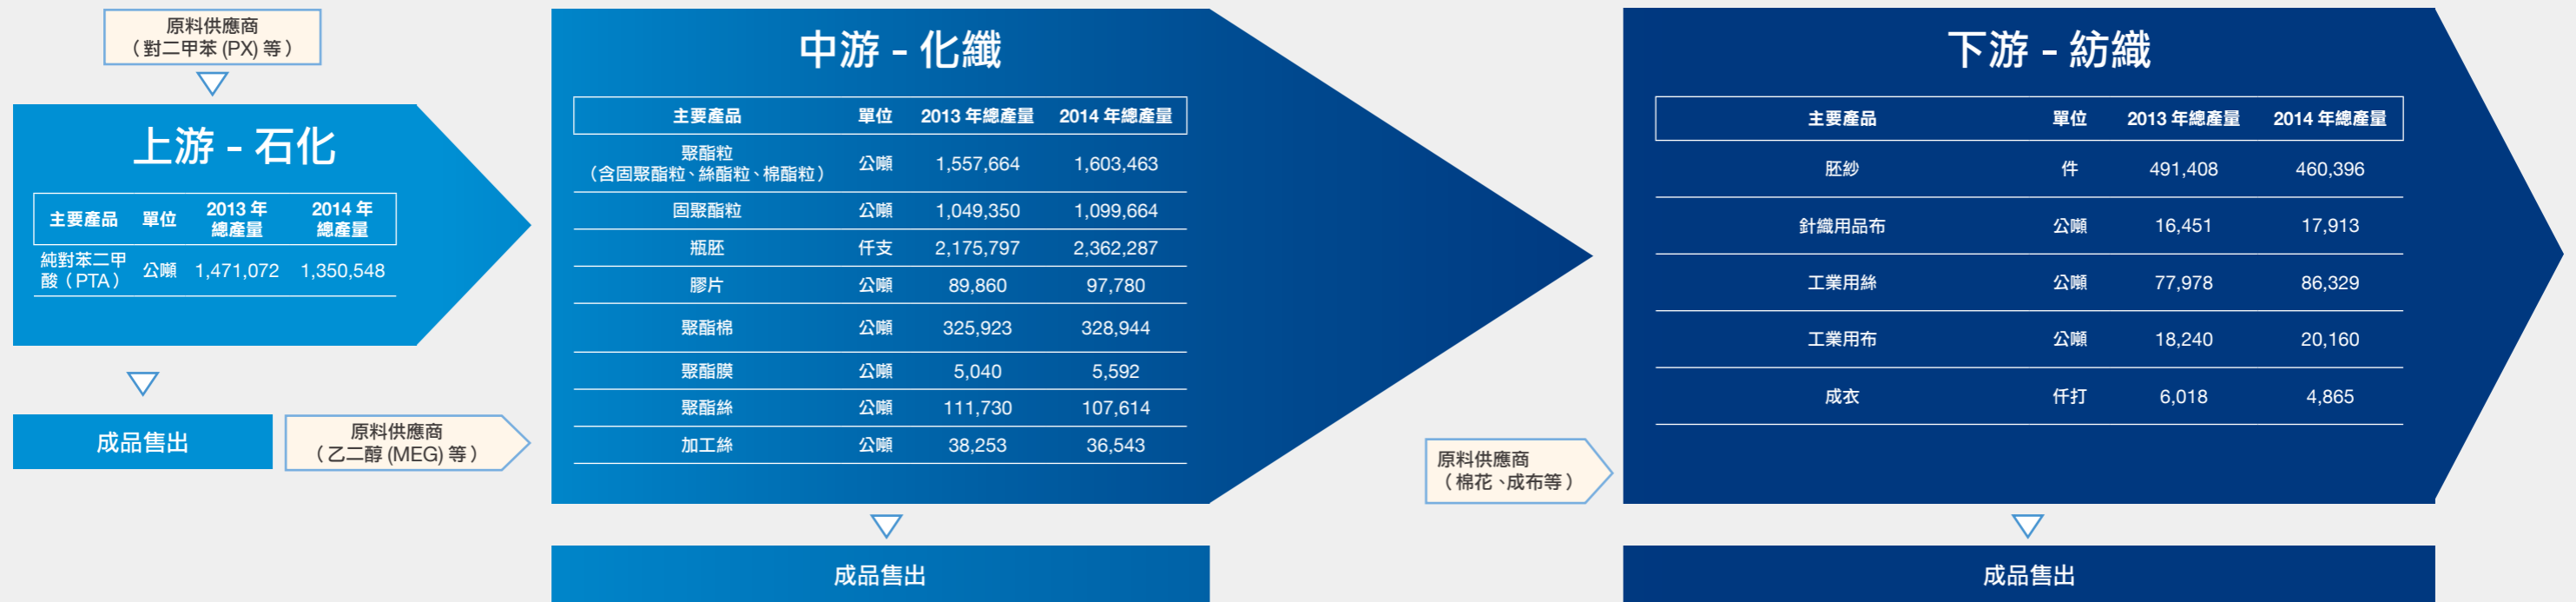 原料供應商
（對二甲苯 (PX) 等）
上游 – 石化
主要產品 單位 2013 年 總產量 2014 年 總產量
純對苯二甲酸（PTA） 公噸 1,471,072 1,350,548
成品售出
原料供應商
（乙二醇 (MEG) 等）
中游 – 化纖
主要產品 單位 2013 年總產量 2014 年總產量
聚酯粒
（含固聚酯粒、絲酯粒、棉酯粒） 公噸 1,557,664 1,603,463
固聚酯粒 公噸 1,049,350 1,099,664
瓶胚 仟支 2,175,797 2,362,287
膠片 公噸 89,860 97,780
聚酯棉 公噸 325,923 328,944
聚酯膜 公噸 5,040 5,592
聚酯絲 公噸 111,730 107,614
加工絲 公噸 38,253 36,543
成品售出
原料供應商
（棉花、成布等）
下游 – 紡織
主要產品 單位 2013 年總產量 2014 年總產量
胚紗 件 491,408 460,396
針織用品布 公噸 16,451 17,913
工業用絲 公噸 77,978 86,329
工業用布 公噸 18,240 20,160
成衣 仟打 6,018 4,865
成品售出